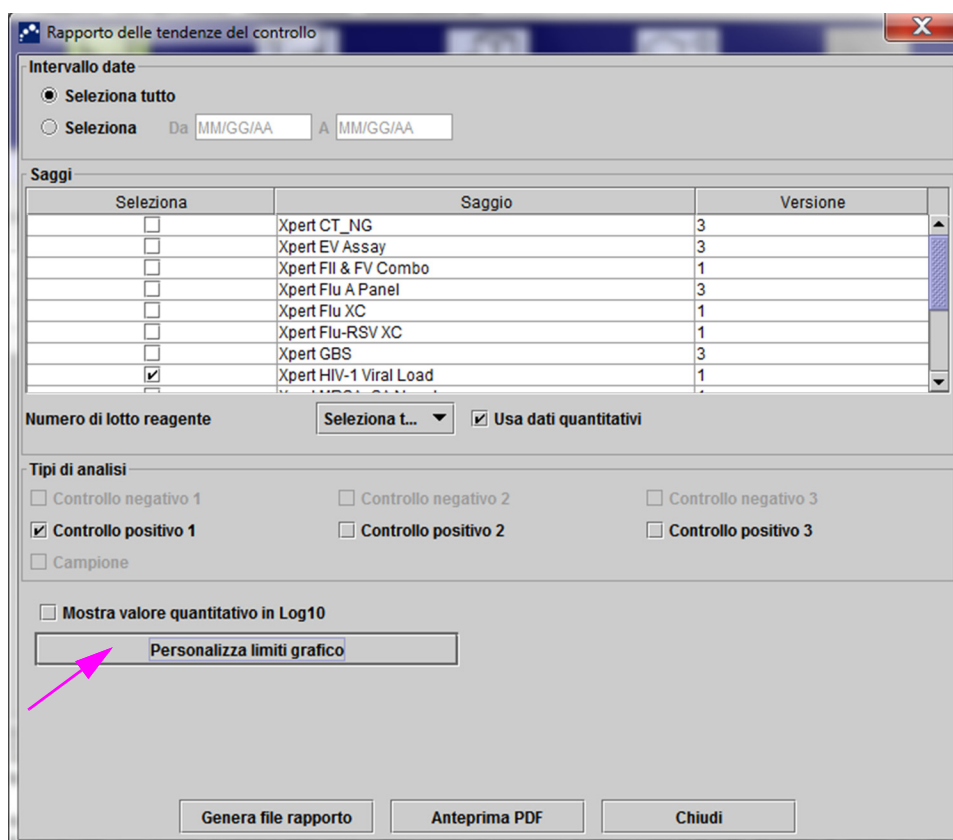 Rapporto delle tendenze del controllo
Intervallo date
Seleziona tutto
Seleziona Da MM/GG/AA A MM/GG/AA
Saggi
Seleziona Saggio Versione
Xpert CT_NG 3
Xpert EV Assay 3
Xpert FII & FV Combo 1
Xpert Flu A Panel 3
Xpert Flu XC 1
Xpert Flu-RSV XC 1
Xpert GBS 3
Xpert HIV-1 Viral Load 1
Numero di lotto reagente Seleziona t... Usa dati quantitativi
Tipi di analisi
Controllo negativo 1 Controllo negativo 2 Controllo negativo 3
Controllo positivo 1 Controllo positivo 2 Controllo positivo 3
Campione
Mostra valore quantitativo in Log10
Personalizza limiti grafico
Genera file rapporto Anteprima PDF Chiudi